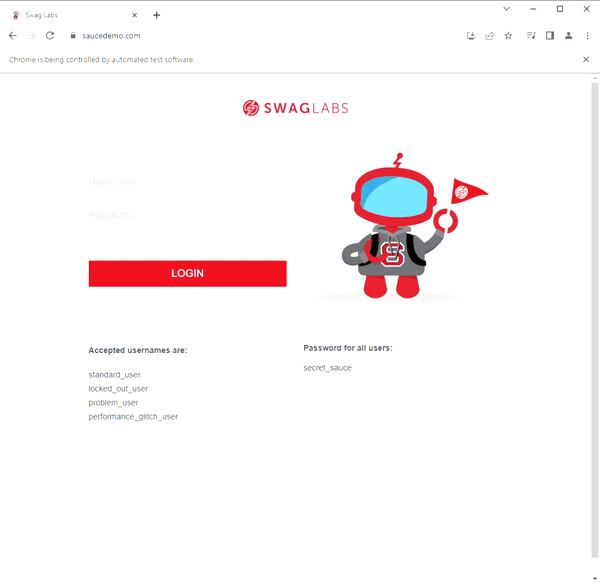 Swag Labs
saucedemo.com
Chrome is being controlled by automated test software.
SWAGLABS
Username
Password
LOGIN
Accepted usernames are:
standard_user
locked_out_user
problem_user
performance_glitch_user
Password for all users:
secret_sauce
S